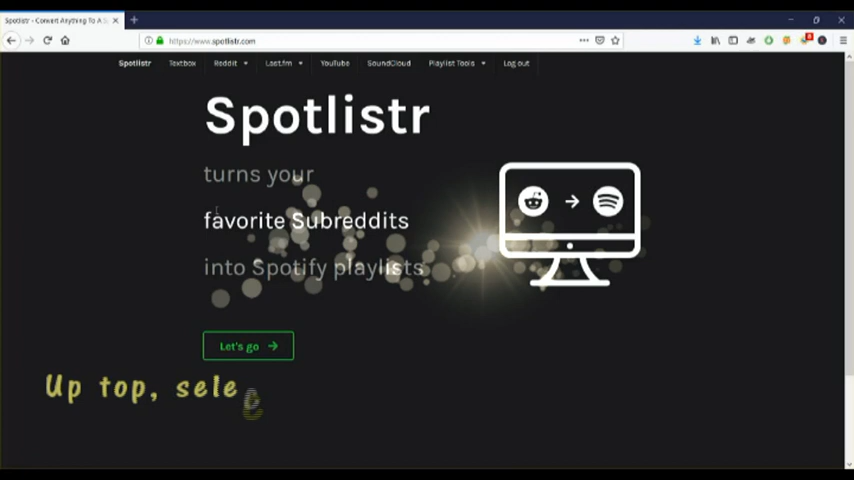 Spotlistr - Convert Anything To A S
https://www.spotlistr.com
8
Spotlistr Textbox Reddit Last.fm YouTube SoundCloud Playlist Tools Log out
Spotlistr
turns your
favorite Subreddits
into Spotify playlists
Let's go →
Up top, sele